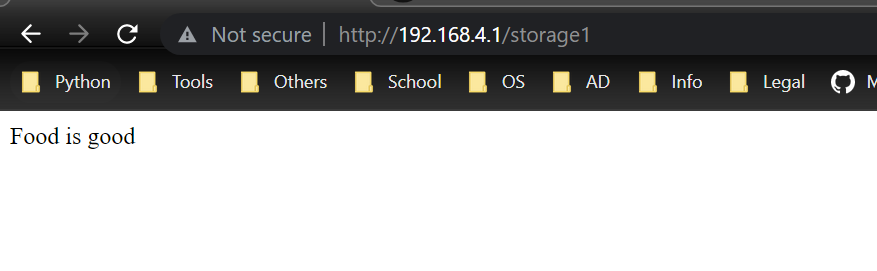 Not secure | http://192.168.4.1/storage1
Python Tools Others School OS AD Info Legal M
Food is good